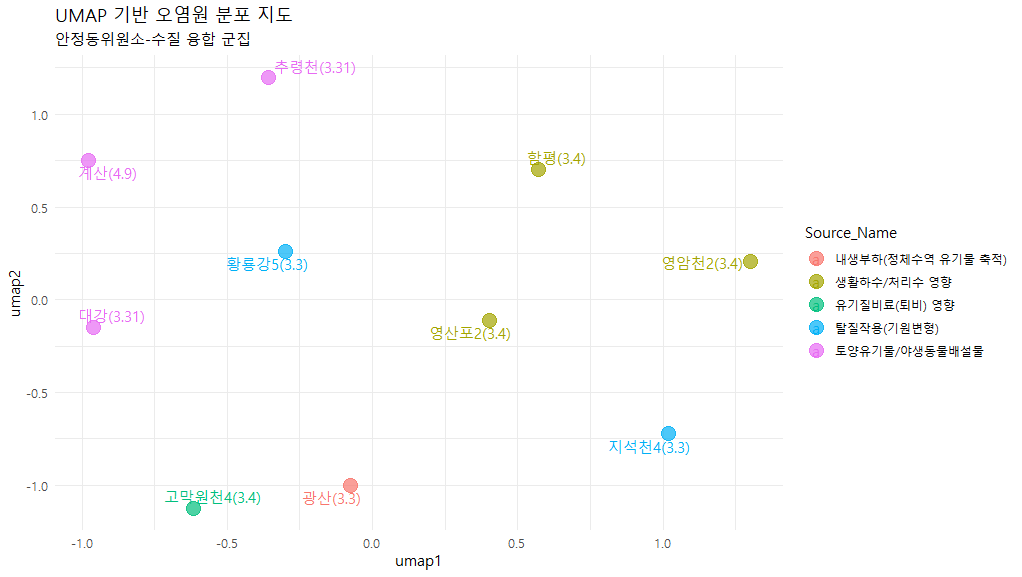 UMAP 기반 오염원 분포 지도
안정동위원소-수질 융합 군집
추령천(3.31)
1.0
함평(3.4)
계산(4.9)
0.5
황룡강5(3.3)
영암천2(3.4)
umap2
0.0
대강(3.31)
영산포2(3.4)
-0.5
지석천4(3.3)
-1.0
고막원천4(3.4)
광산(3.3)
-1.0
-0.5
0.0
0.5
1.0
umap1
Source_Name
a 내생부하(정체수역 유기물 축적)
a 생활하수/처리수 영향
a 유기질비료(퇴비) 영향
a 탈질작용(기원변형)
a 토양유기물/야생동물배설물